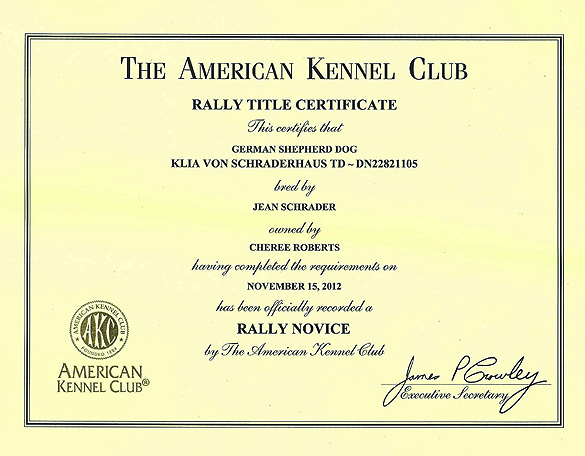 THE AMERICAN KENNEL CLUB
RALLY TITLE CERTIFICATE
This certifies that
GERMAN SHEPHERD DOG
KLIA VON SCHRADERHAUS TD ~ DN22821105
bred by
JEAN SCHRADER
owned by
CHEREE ROBERTS
having completed the requirements on
NOVEMBER 15, 2012
has been officially recorded a
RALLY NOVICE
by The American Kennel Club
AMERICAN KENNEL CLUB
AKC
FOUNDED 1884
AMERICAN
KENNEL CLUB®
James P Crowley
Executive Secretary